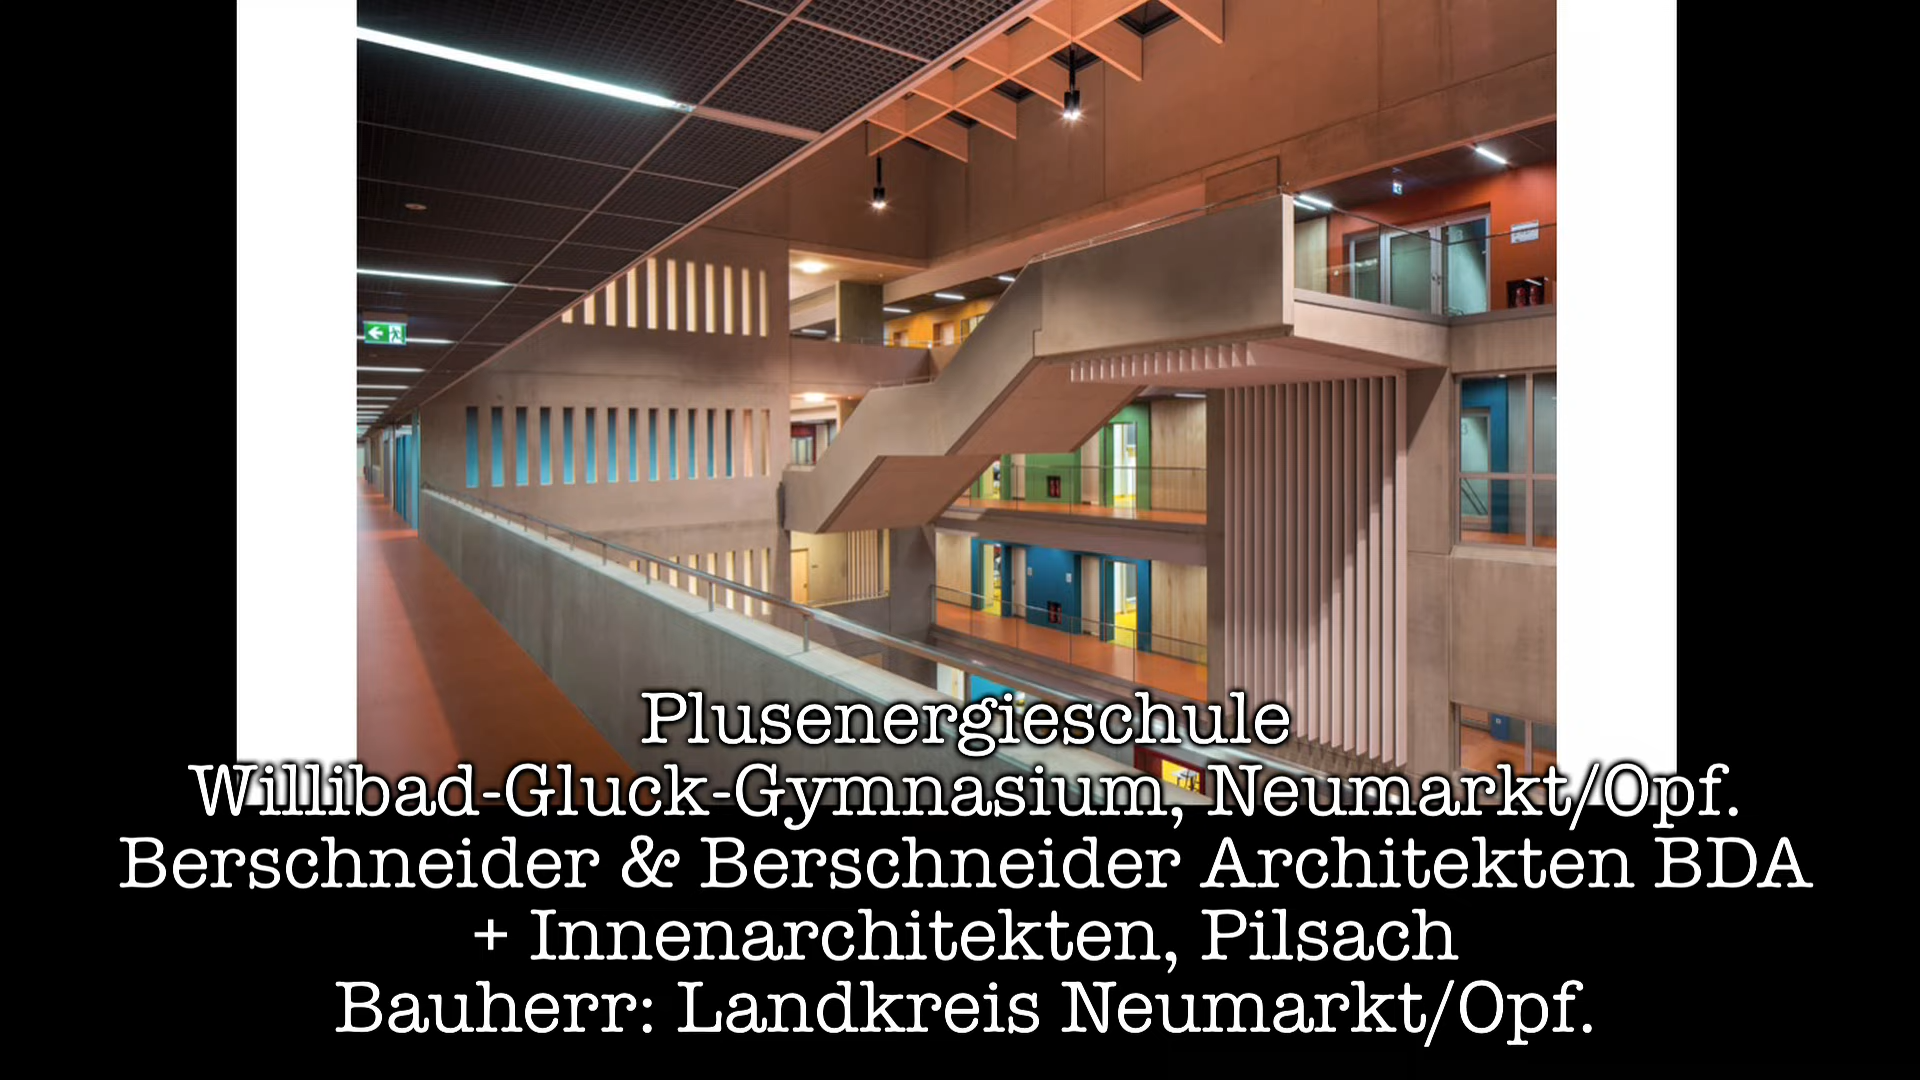 Plusenergieschule
Willibad-Gluck-Gymnasium, Neumarkt/Opf.
Berschneider & Berschneider Architekten BDA
+ Innenarchitekten, Pilsach
Bauherr: Landkreis Neumarkt/Opf.